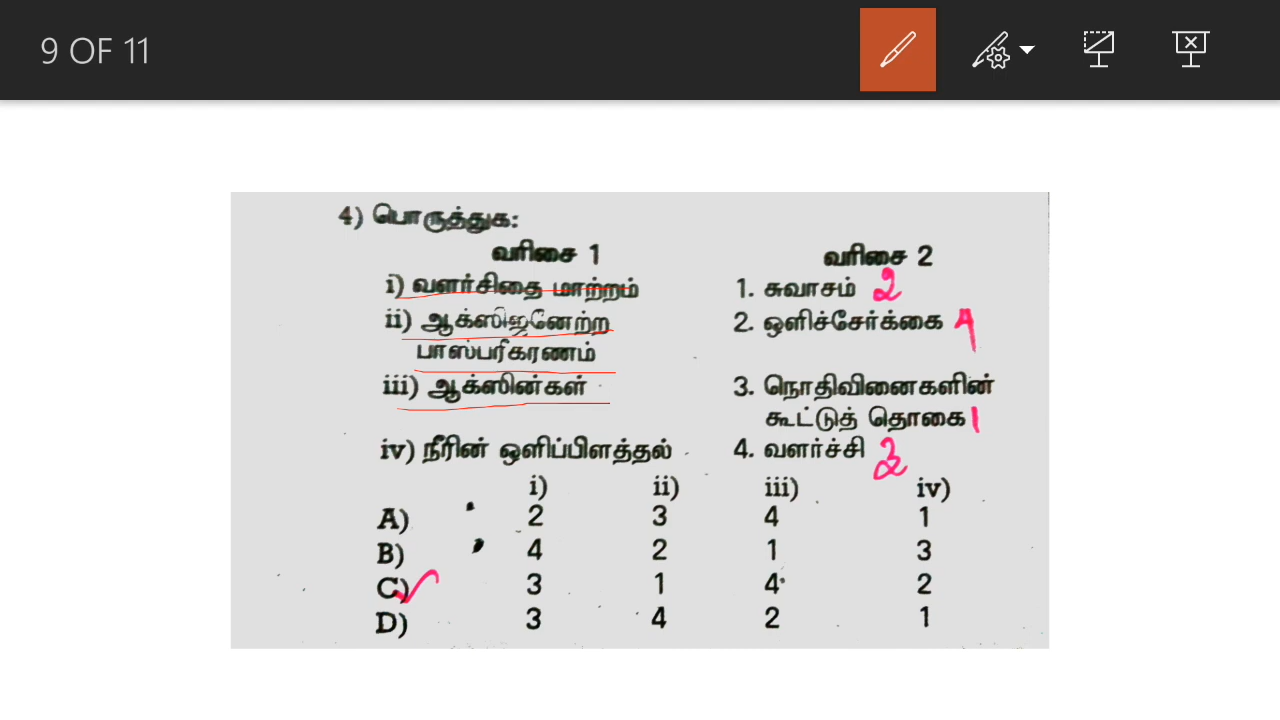 9 OF 11
4) பொருத்துக:
வரிசை 1 வரிசை 2
i) வளர்சிதை மாற்றம் 1. சுவாசம் 2
ii) ஆக்ஸிஜனேற்ற 2. ஒளிச்சேர்க்கை 4
பாஸ்பரீகரணம்
iii) ஆக்ஸின்கள் 3. நொதிவினைகளின்
கூட்டுத் தொகை 1
iv) நீரின் ஒளிப்பிளத்தல் 4. வளர்ச்சி 3
i) ii) iii) iv)
A) 2 3 4 1
B) 4 2 1 3
C) 3 1 4 2
D) 3 4 2 1